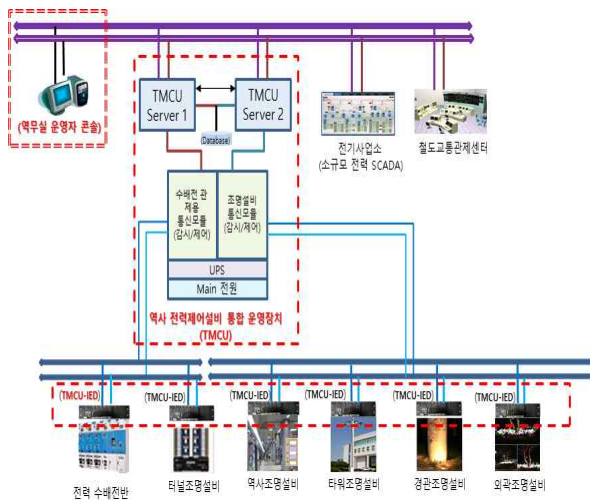 (역무실 운영자 콘솔)
TMCU
Server 1
TMCU
Server 2
(Database)
전기사업소
(소규모 전력 SCADA)
철도교통관제센터
수배전 관
제용
통신모듈
(감시/제어)
조명설비
통신모듈
(감시/제어)
UPS
Main 전원
역사 전력제어설비 통합 운영장치
(TMCU)
(TMCU-IED)
(TMCU-IED)
(TMCU-IED)
(TMCU-IED)
(TMCU-IED)
(TMCU-IED)
전력 수배전반
터널조명설비
역사조명설비
타워조명설비
경관조명설비
외곽조명설비